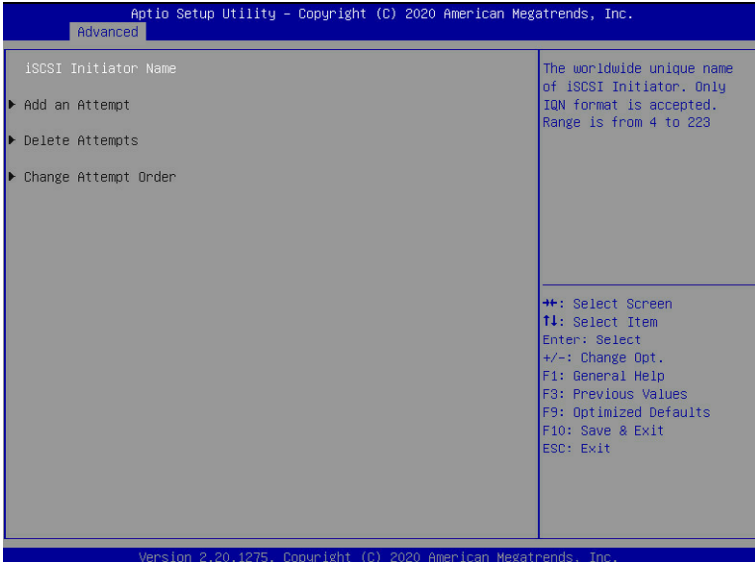 Aptio Setup Utility – Copyright (C) 2020 American Megatrends, Inc.
Advanced
iSCSI Initiator Name
▶ Add an Attempt
▶ Delete Attempts
▶ Change Attempt Order
The worldwide unique name
of iSCSI Initiator. Only
IQN format is accepted.
Range is from 4 to 223
→←: Select Screen
↑↓: Select Item
Enter: Select
+/-: Change Opt.
F1: General Help
F3: Previous Values
F9: Optimized Defaults
F10: Save & Exit
ESC: Exit
Version 2.20.1275. Copyright (C) 2020 American Megatrends, Inc.